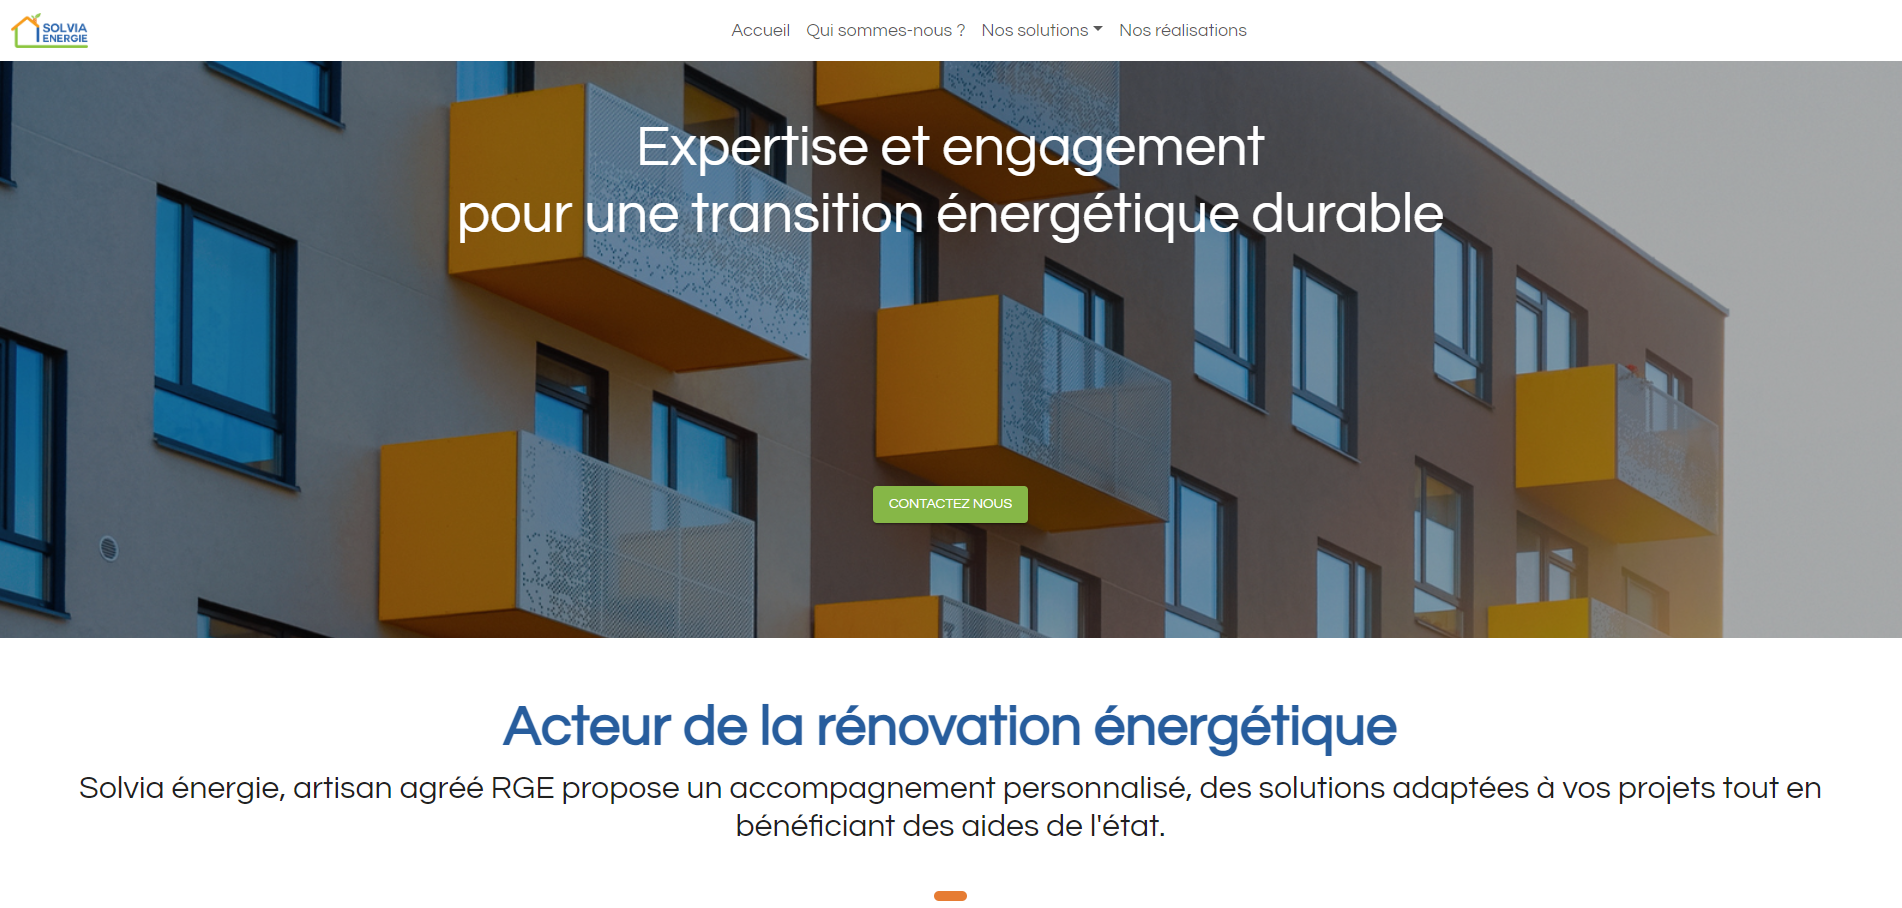 SOLVIA
ENERGIE
Accueil Qui sommes-nous ? Nos solutions Nos réalisations
Expertise et engagement
pour une transition énergétique durable
CONTACTEZ NOUS
Acteur de la rénovation énergétique
Solvia énergie, artisan agréé RGE propose un accompagnement personnalisé, des solutions adaptées à vos projets tout en
bénéficiant des aides de l'état.